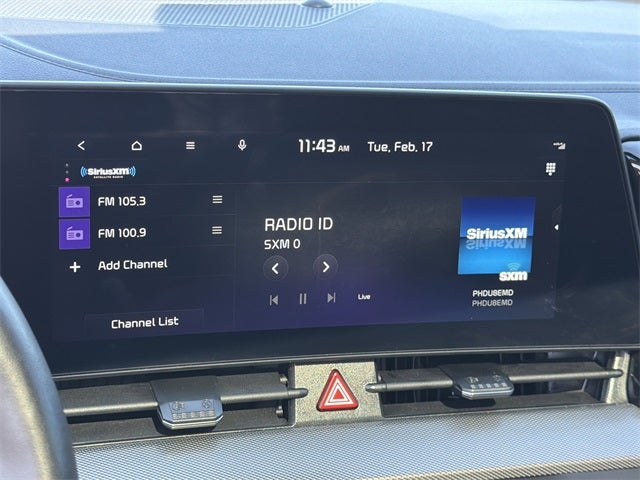 11:43 AM Tue, Feb, 17
SiriusXM
SATELLITE RADIO
FM 105.3
FM 100.9
+ Add Channel
Channel List
RADIO ID
SXM 0
Live
SiriusXM
sxm
PHDU8EMD
PHDU8EMD